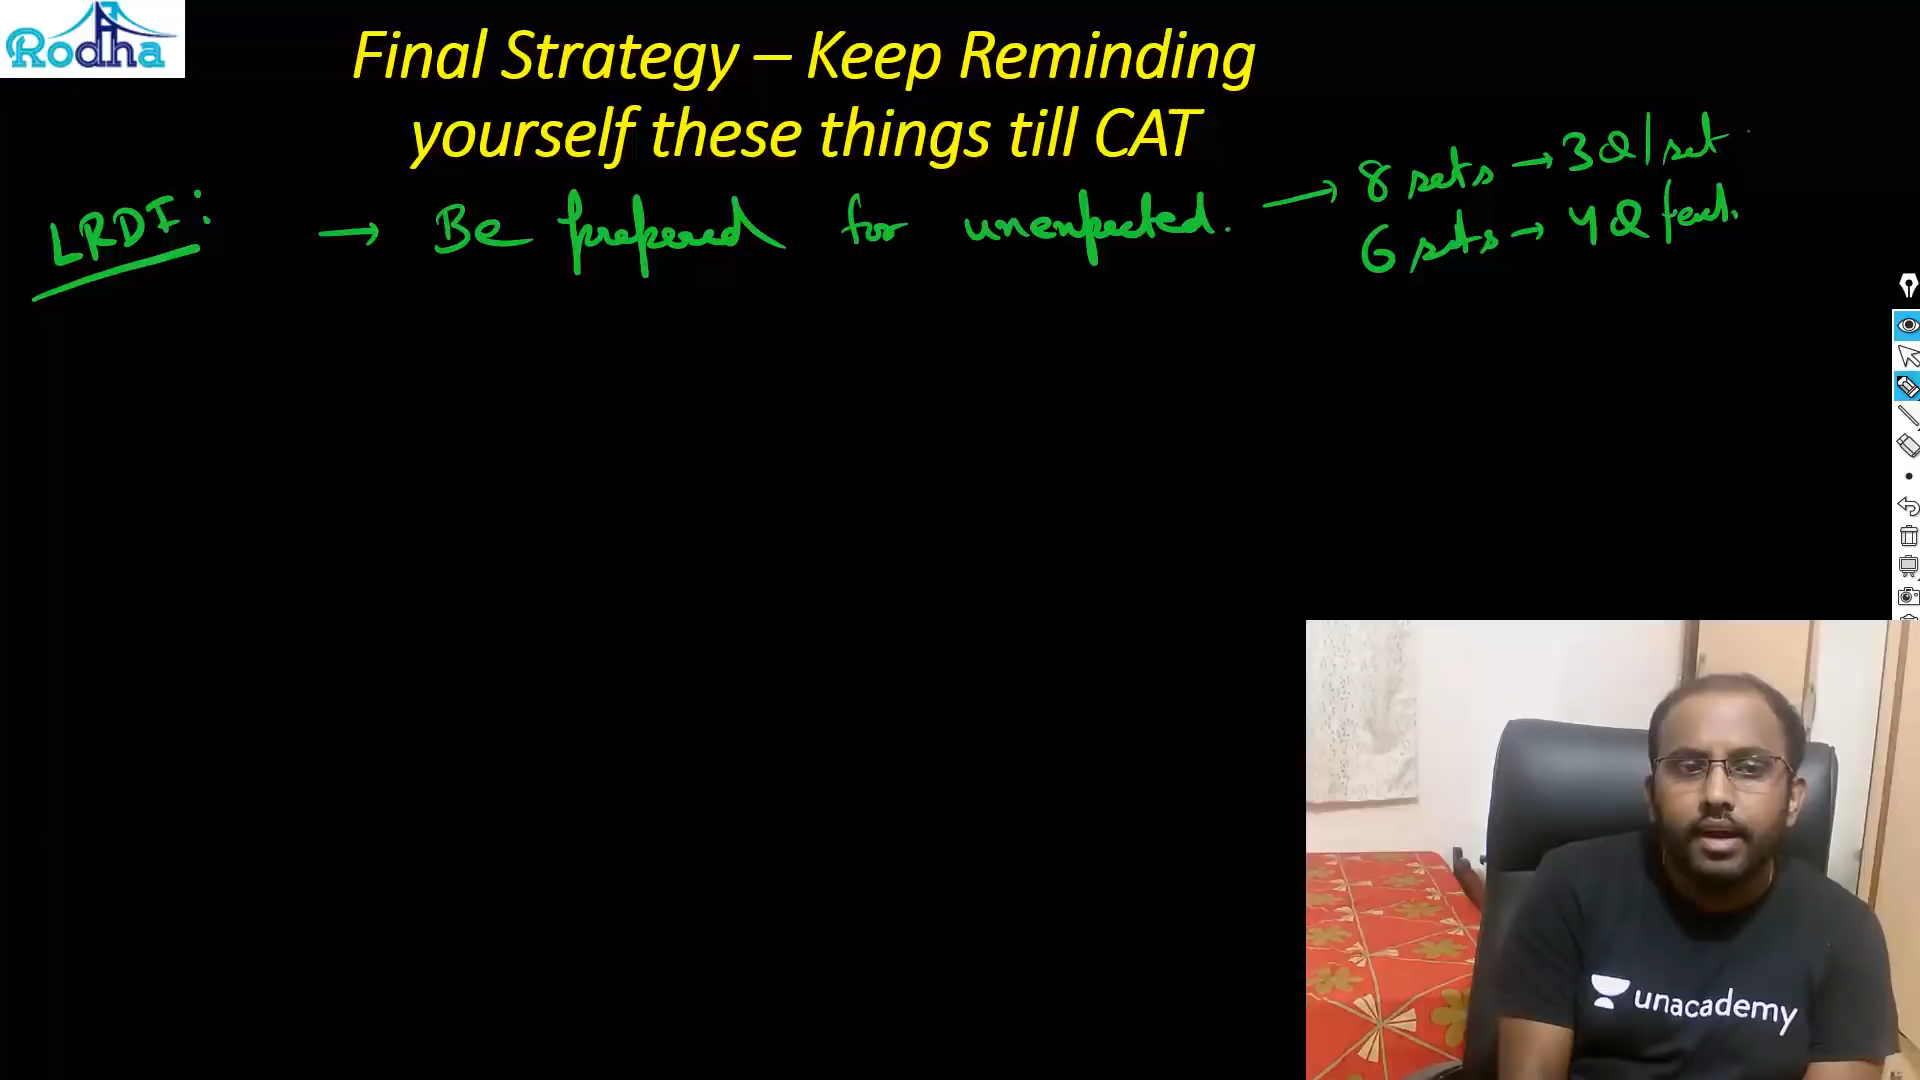 Rodha
Final Strategy – Keep Reminding
yourself these things till CAT
LRDI: → Be prepared for unexpected. → 8 sets → 3Q/set
6 sets → 4Q each.
unacademy